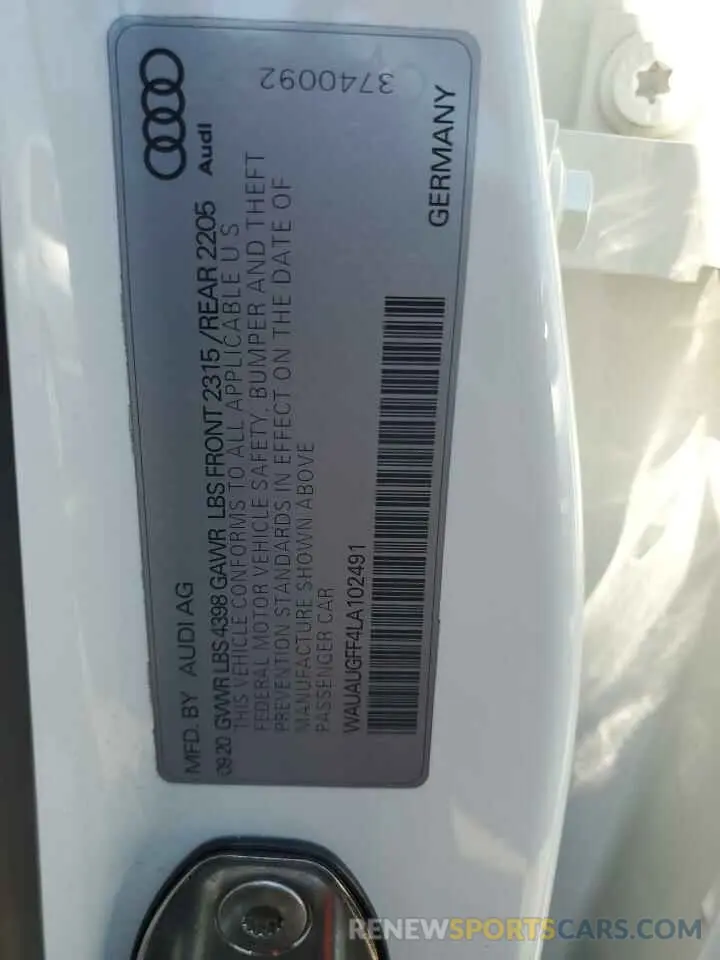 MFD. BY AUDI AG
09.20 GVWR LBS 4398 GAWR LBS FRONT 2315 /REAR 2205
THIS VEHICLE CONFORMS TO ALL APPLICABLE U S
FEDERAL MOTOR VEHICLE SAFETY, BUMPER AND THEFT
PREVENTION STANDARDS IN EFFECT ON THE DATE OF
MANUFACTURE SHOWN ABOVE
PASSENGER CAR
WAUAUGFF4LA102491
Audi
GERMANY
3740092
RENEWSPORTSCARS.COM